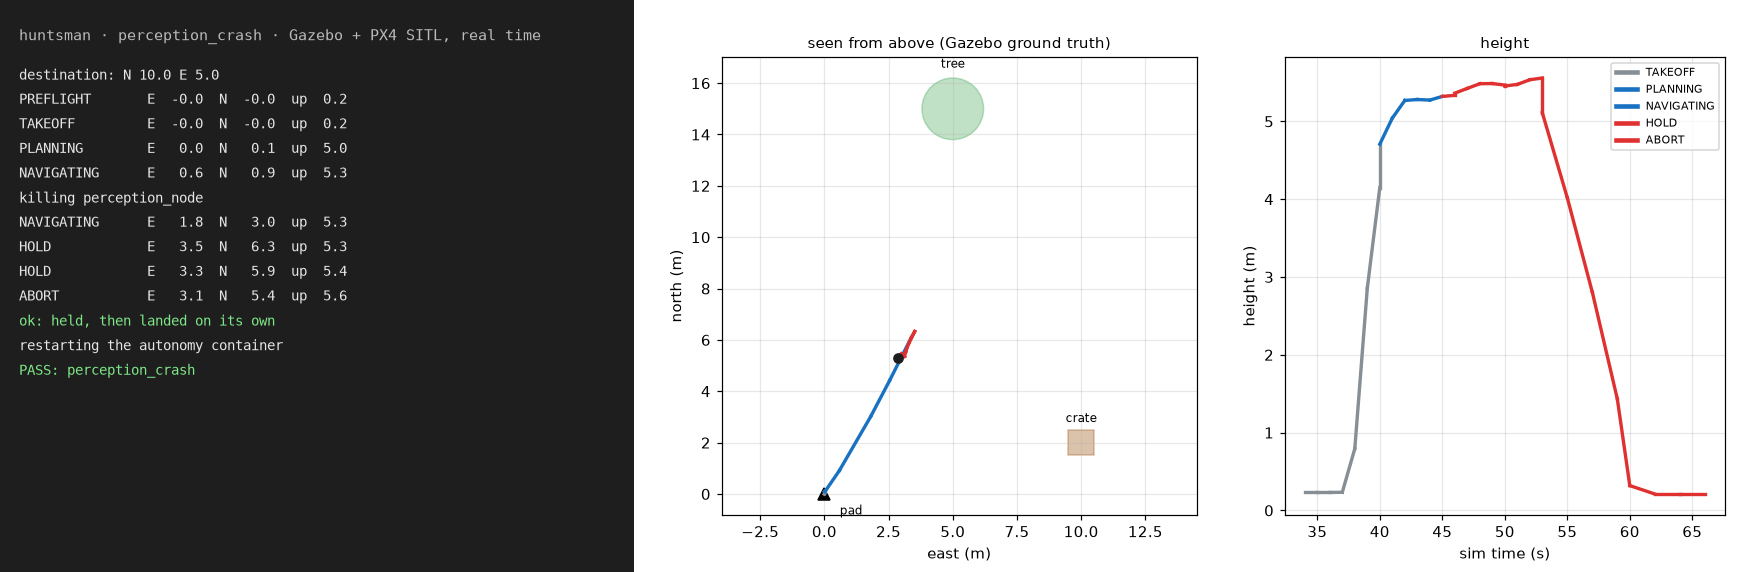 huntsman · perception_crash · Gazebo + PX4 SITL, real time
destination: N 10.0 E 5.0
PREFLIGHT E -0.0 N -0.0 up 0.2
TAKEOFF E -0.0 N -0.0 up 0.2
PLANNING E 0.0 N 0.1 up 5.0
NAVIGATING E 0.6 N 0.9 up 5.3
killing perception_node
NAVIGATING E 1.8 N 3.0 up 5.3
HOLD E 3.5 N 6.3 up 5.3
HOLD E 3.3 N 5.9 up 5.4
ABORT E 3.1 N 5.4 up 5.6
ok: held, then landed on its own
restarting the autonomy container
PASS: perception_crash
seen from above (Gazebo ground truth)
tree
crate
pad
16
14
12
10
8
6
4
2
0
north (m)
−2.5 0.0 2.5 5.0 7.5 10.0 12.5
east (m)
height
TAKEOFF
PLANNING
NAVIGATING
HOLD
ABORT
5
4
3
2
1
0
height (m)
35 40 45 50 55 60 65
sim time (s)